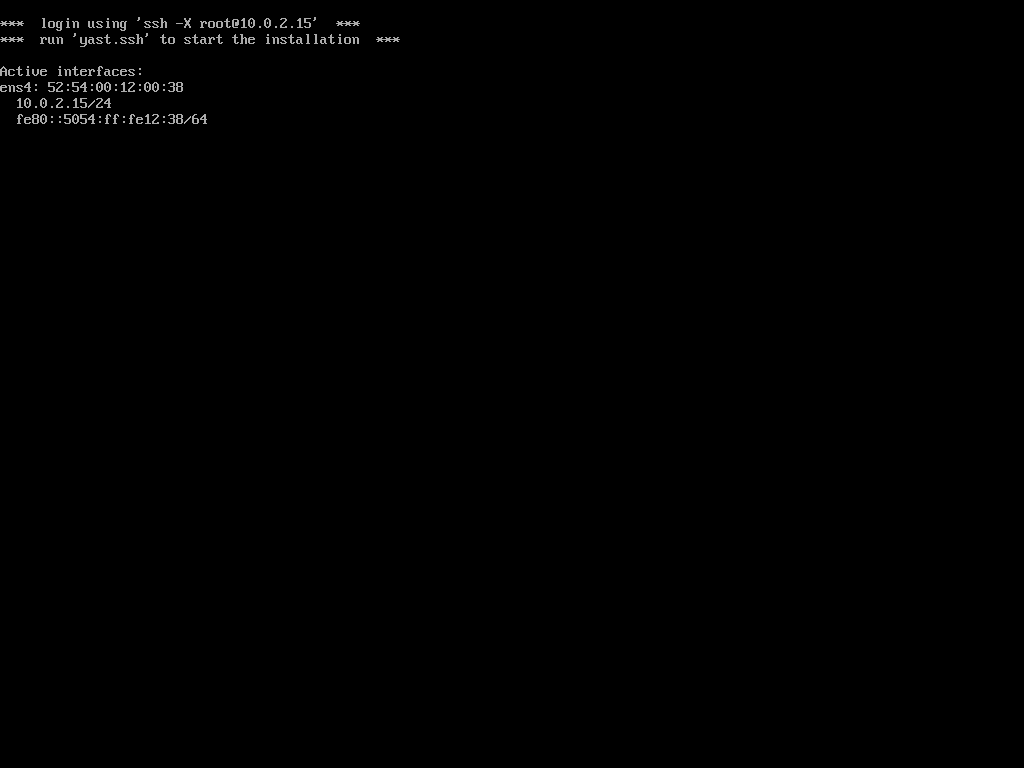 ***  login using 'ssh -X root@10.0.2.15'  ***
***  run 'yast.ssh' to start the installation  ***
Active interfaces:
ens4: 52:54:00:12:00:38
10.0.2.15/24
fe80::5054:ff:fe12:38/64